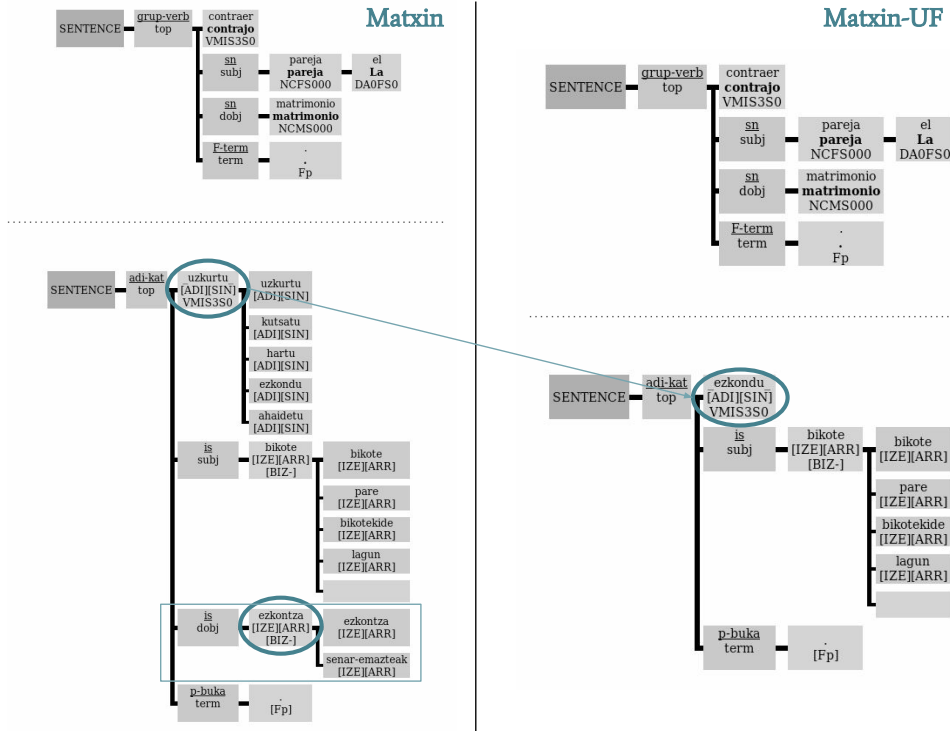 Matxin
SENTENCE
grup-verb
top
contraer
contrajo
VMIS3S0
sn
subj
pareja
pareja
NCFS000
el
La
DA0FS0
sn
dobj
matrimonio
matrimonio
NCMS000
F-term
term
.
.
Fp
SENTENCE
adi-kat
top
uzkurtu
[ADI][SIN]
VMIS3S0
uzkurtu
[ADI][SIN]
kutsatu
[ADI][SIN]
hartu
[ADI][SIN]
ezkondu
[ADI][SIN]
ahaidetu
[ADI][SIN]
is
subj
bikote
[IZE][ARR]
[BIZ-]
bikote
[IZE][ARR]
pare
[IZE][ARR]
bikotekide
[IZE][ARR]
lagun
[IZE][ARR]
is
dobj
ezkontza
[IZE][ARR]
[BIZ-]
ezkontza
[IZE][ARR]
senar-emazteak
[IZE][ARR]
p-buka
term
.
[Fp]
Matxin-UF
SENTENCE
grup-verb
top
contraer
contrajo
VMIS3S0
sn
subj
pareja
pareja
NCFS000
el
La
DA0FS0
sn
dobj
matrimonio
matrimonio
NCMS000
F-term
term
.
.
Fp
SENTENCE
adi-kat
top
ezkondu
[ADI][SIN]
VMIS3S0
is
subj
bikote
[IZE][ARR]
[BIZ-]
bikote
[IZE][ARR]
pare
[IZE][ARR]
bikotekide
[IZE][ARR]
lagun
[IZE][ARR]
p-buka
term
.
[Fp]